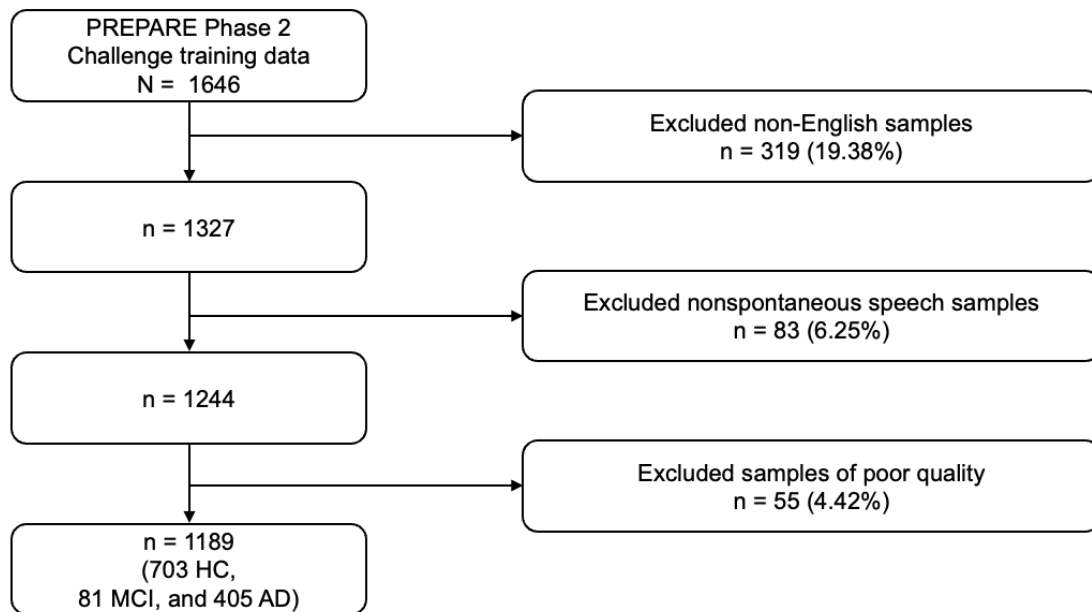 PREPARE Phase 2
Challenge training data
N = 1646
Excluded non-English samples
n = 319 (19.38%)
n = 1327
Excluded nonspontaneous speech samples
n = 83 (6.25%)
n = 1244
Excluded samples of poor quality
n = 55 (4.42%)
n = 1189
(703 HC,
81 MCI, and 405 AD)